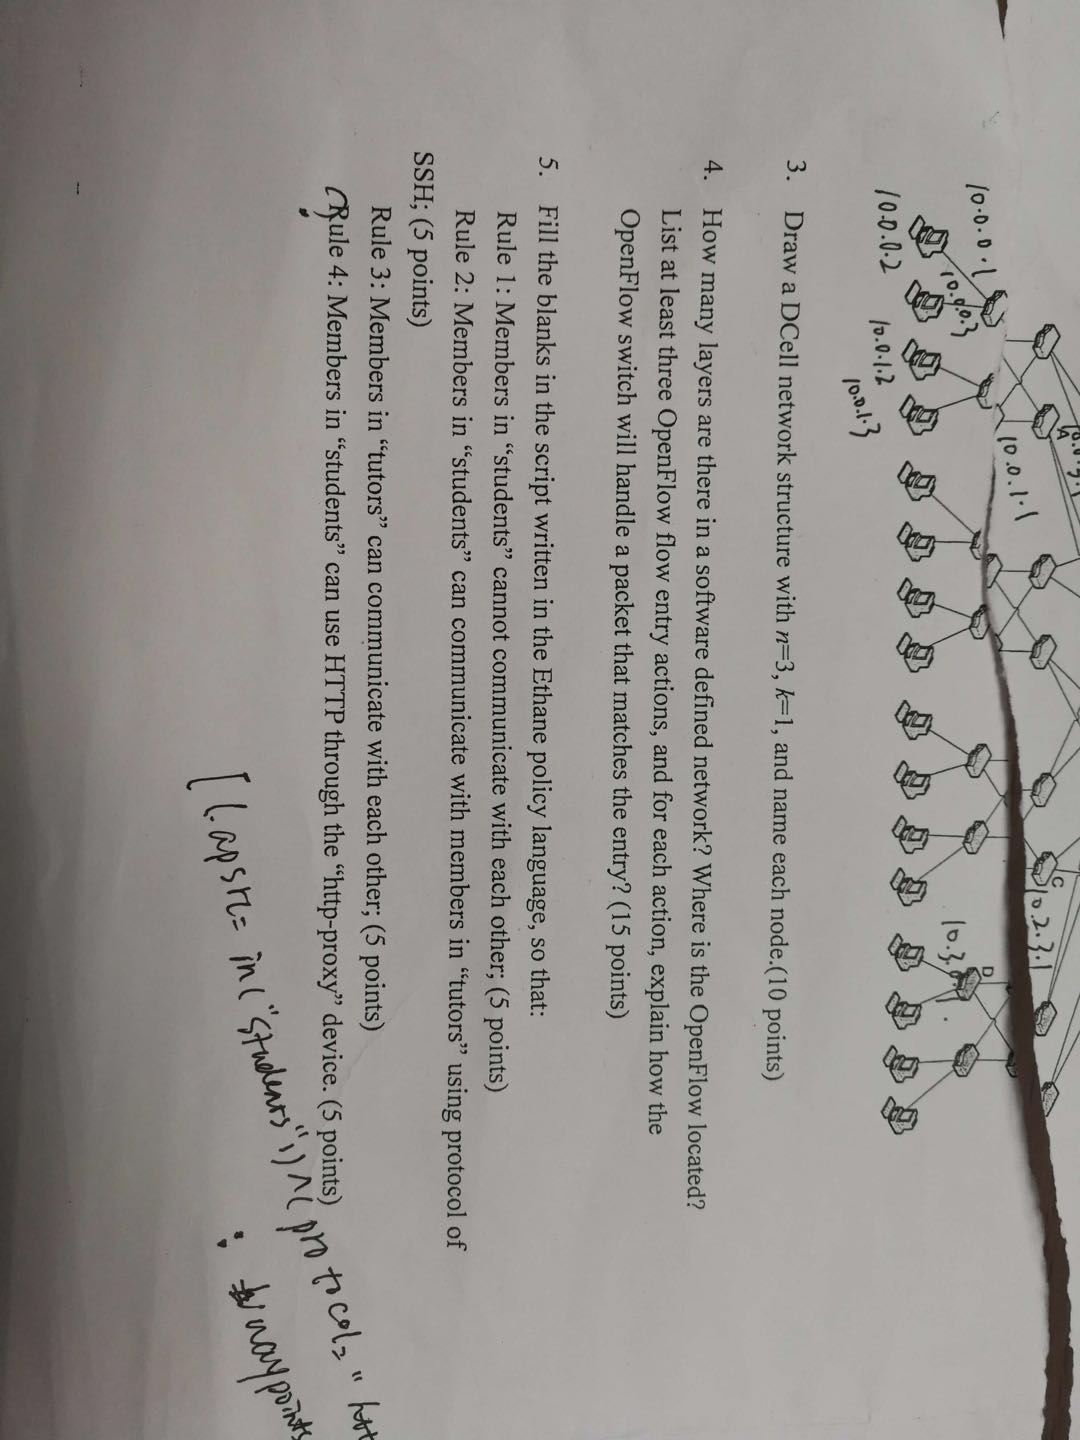 10.0.0.1
10.0.0.2
10.0.0.3
10.0.1.2
10.0.1.3
A
10.0.1.1
C
10.2.3.1
D
3. Draw a DCell network structure with n=3, k=1, and name each node.(10 points)
4. How many layers are there in a software defined network? Where is the OpenFlow located?
List at least three OpenFlow flow entry actions, and for each action, explain how the
OpenFlow switch will handle a packet that matches the entry? (15 points)
5. Fill the blanks in the script written in the Ethane policy language, so that:
Rule 1: Members in “students” cannot communicate with each other; (5 points)
Rule 2: Members in “students” can communicate with members in “tutors” using protocol of
SSH; (5 points)
Rule 3: Members in “tutors” can communicate with each other; (5 points)
Rule 4: Members in “students” can use HTTP through the “http-proxy” device. (5 points)
[ (. apsrc = in("students")) ∧ ( protocol = "htt
: waypoints